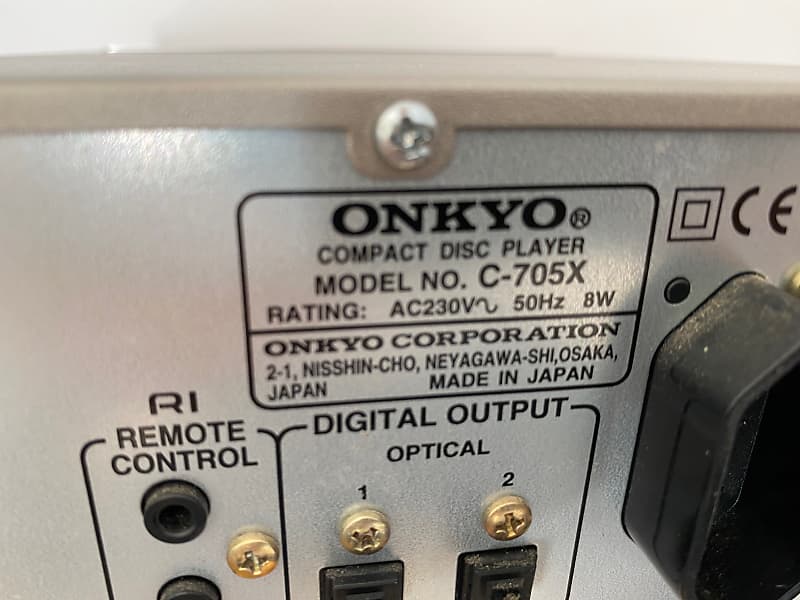 ONKYO®
COMPACT DISC PLAYER
MODEL NO. C-705X
RATING: AC230V∿ 50Hz 8W
ONKYO CORPORATION
2-1, NISSHIN-CHO, NEYAGAWA-SHI,OSAKA,
JAPAN MADE IN JAPAN
CE
RI
REMOTE
CONTROL
DIGITAL OUTPUT
OPTICAL
1 2